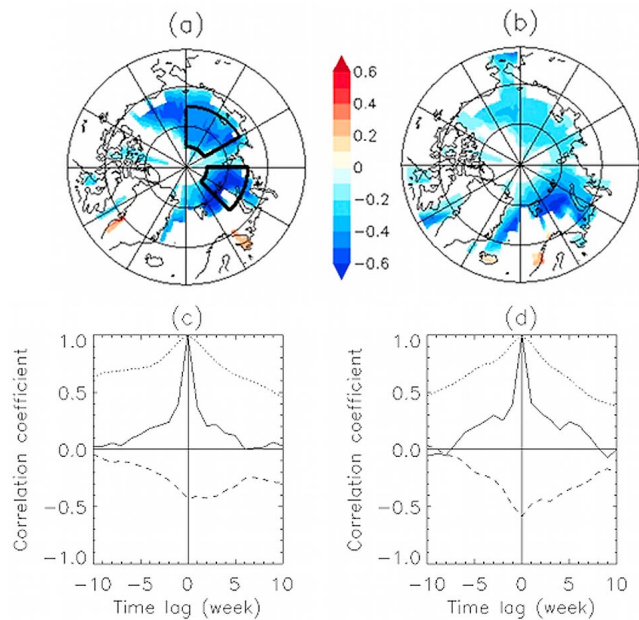 (a)
(b)
0.6
0.4
0.2
0
−0.2
−0.4
−0.6
(c)
(d)
1.0
0.5
0.0
−0.5
−1.0
Correlation coefficient
−10 −5 0 5 10
Time lag (week)
1.0
0.5
0.0
−0.5
−1.0
Correlation coefficient
−10 −5 0 5 10
Time lag (week)